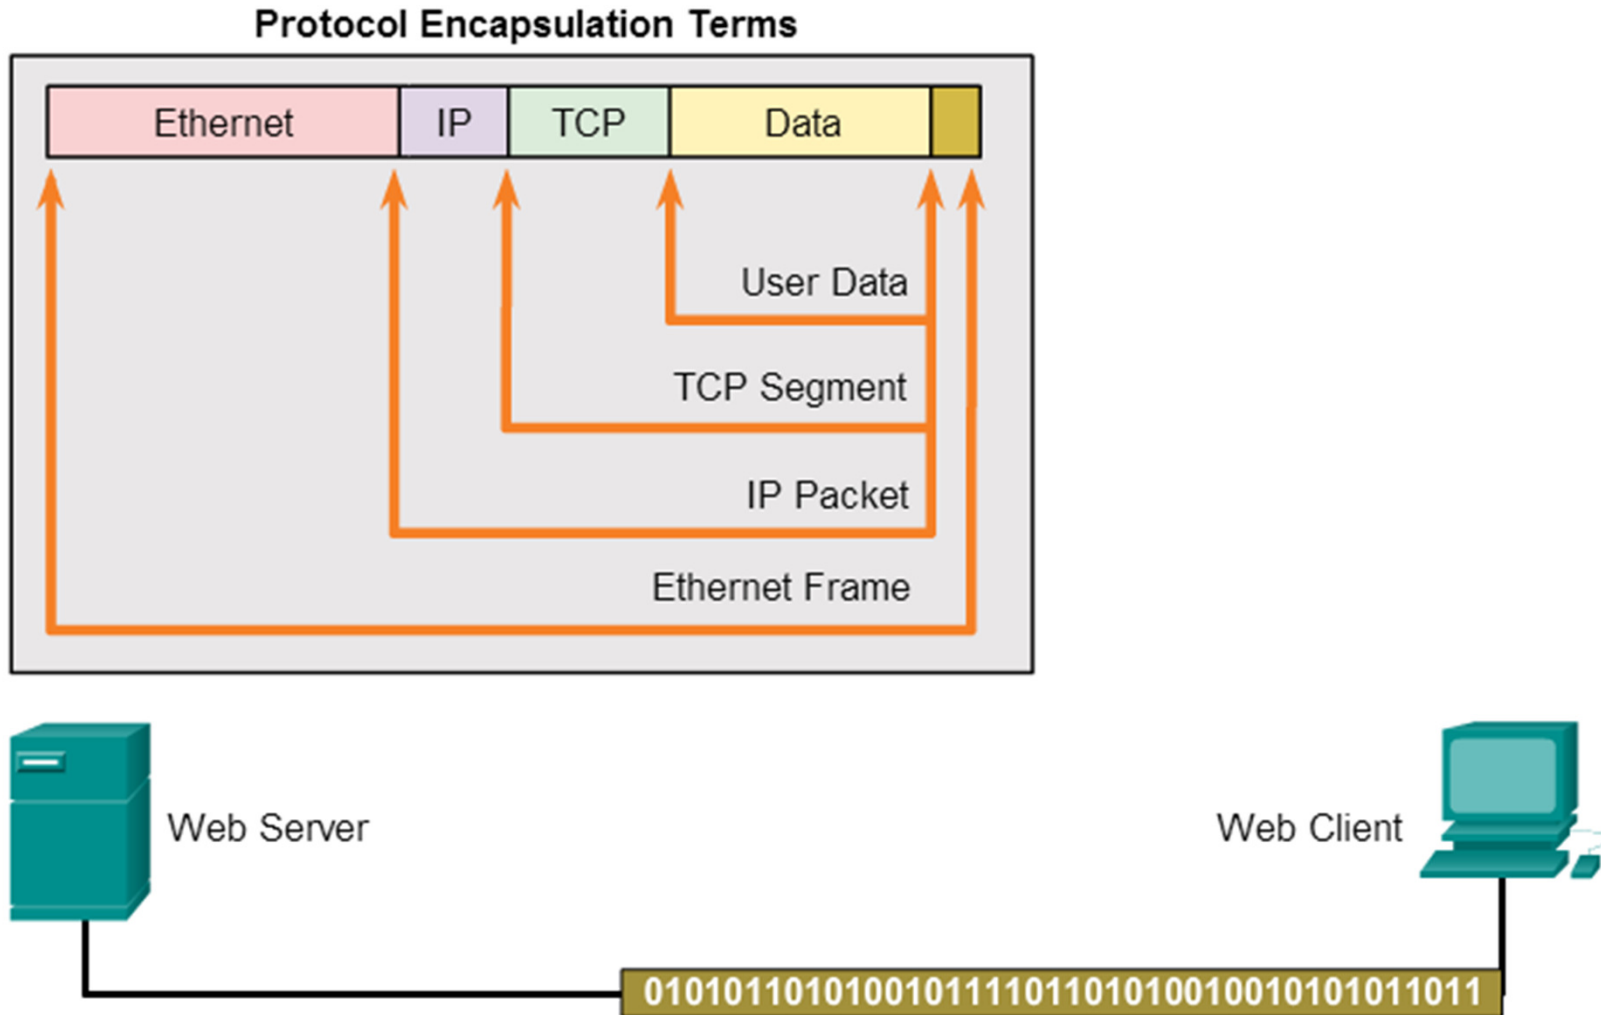 Protocol Encapsulation Terms
Ethernet IP TCP Data
User Data
TCP Segment
IP Packet
Ethernet Frame
Web Server
Web Client
010101101010010111101101010010010101011011